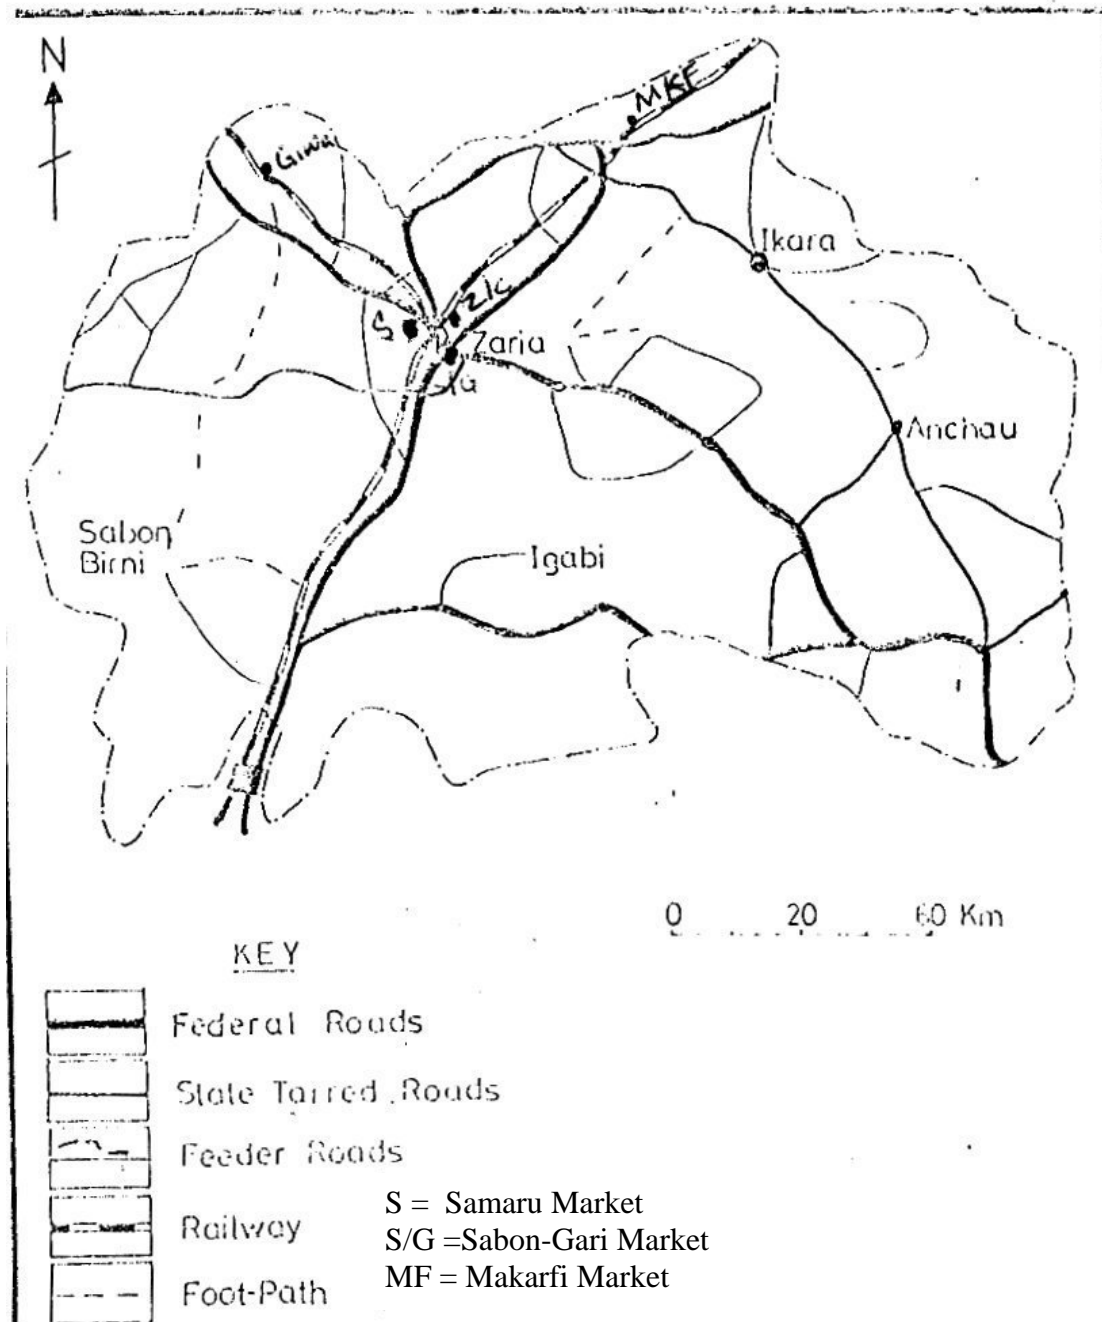 N
MKF
Giwa
Ikara
S
Zaria
Anchau
Sabon
Birni
Igabi
0 20 60 Km
KEY
Federal Roads
State Tarred Roads
Feeder Roads
Railway
Foot-Path
S = Samaru Market
S/G =Sabon-Gari Market
MF = Makarfi Market